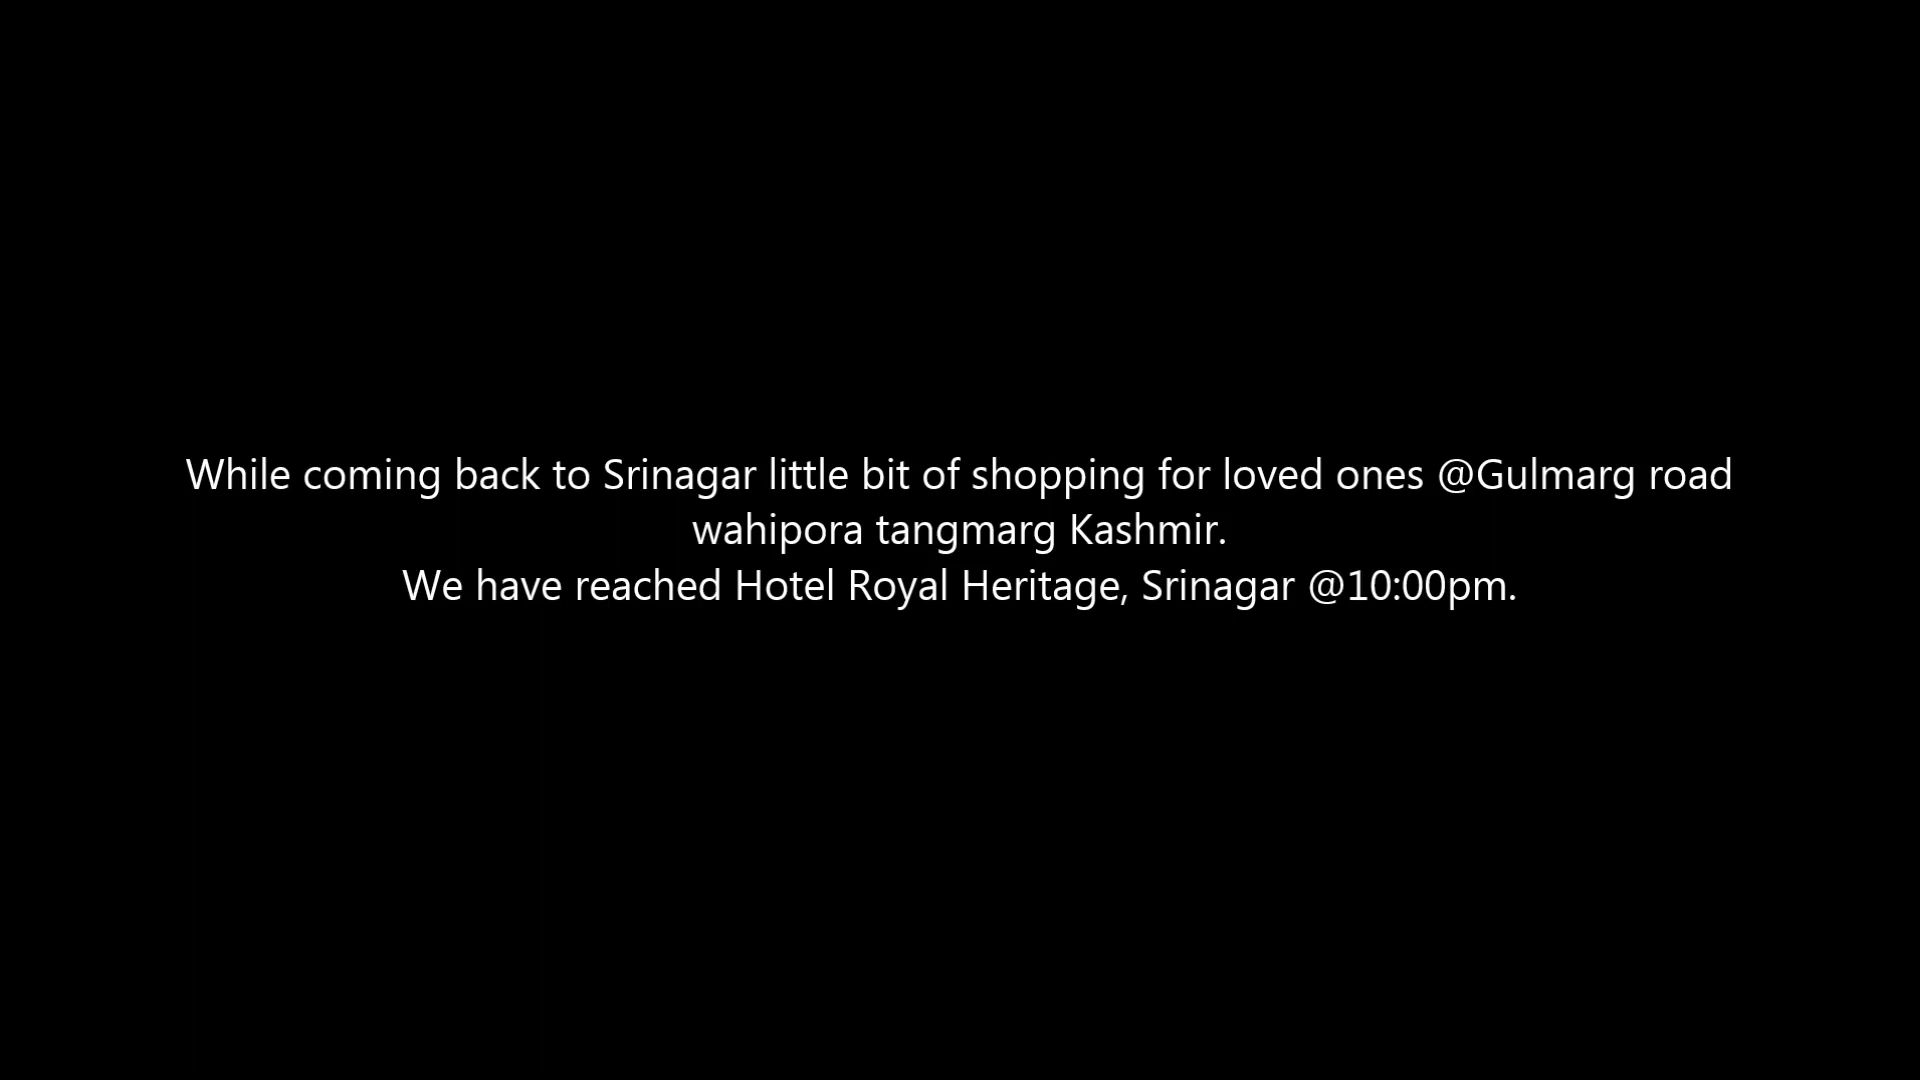 While coming back to Srinagar little bit of shopping for loved ones @Gulmarg road
wahipora tangmarg Kashmir.
We have reached Hotel Royal Heritage, Srinagar @10:00pm.